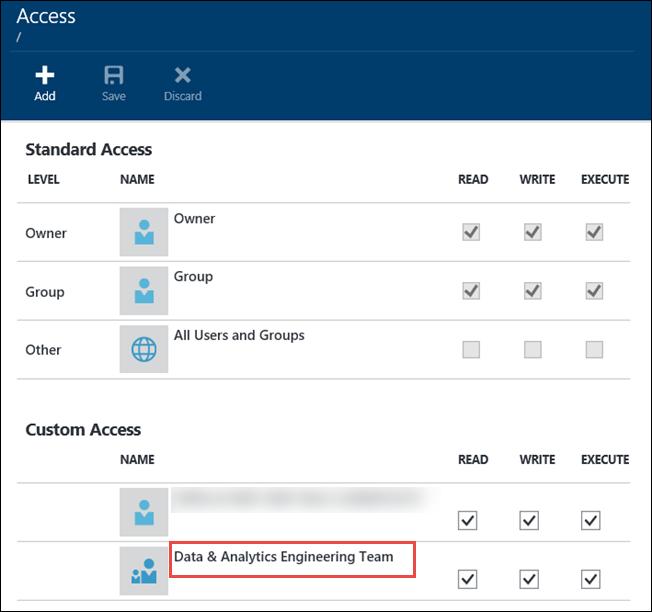 Access
/
Add Save Discard
Standard Access
LEVEL NAME READ WRITE EXECUTE
Owner Owner
Group Group
Other All Users and Groups
Custom Access
NAME READ WRITE EXECUTE
Data & Analytics Engineering Team